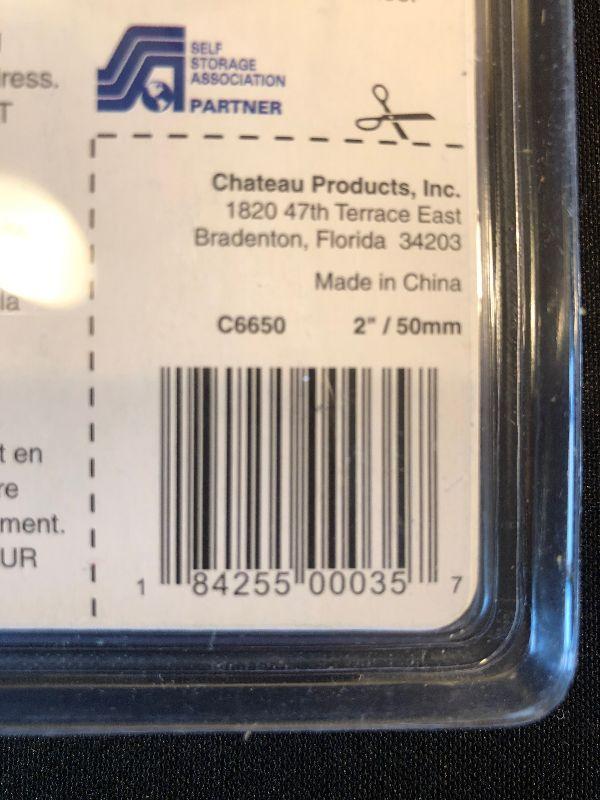 ress.
T
SELF
STORAGE
ASSOCIATION
PARTNER
Chateau Products, Inc.
1820 47th Terrace East
Bradenton, Florida 34203
Made in China
C6650 2" / 50mm
la
t en
re
ment.
UR
1 84255 00035 7